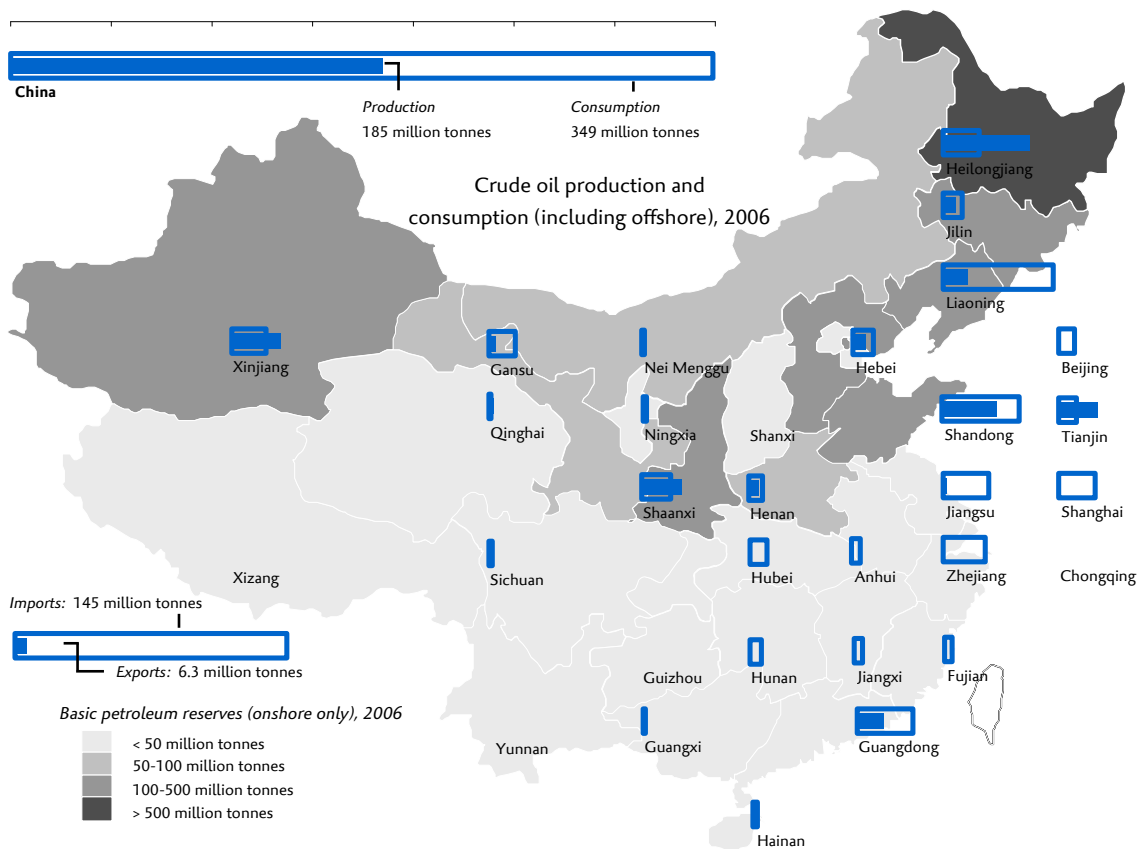 China
Production
185 million tonnes
Consumption
349 million tonnes
Crude oil production and
consumption (including offshore), 2006
Heilongjiang
Jilin
Liaoning
Xinjiang
Gansu
Nei Menggu
Hebei
Beijing
Qinghai
Ningxia
Shanxi
Shandong
Tianjin
Shaanxi
Henan
Jiangsu
Shanghai
Xizang
Sichuan
Hubei
Anhui
Zhejiang
Chongqing
Imports: 145 million tonnes
Exports: 6.3 million tonnes
Guizhou
Hunan
Jiangxi
Fujian
Basic petroleum reserves (onshore only), 2006
< 50 million tonnes
50-100 million tonnes
100-500 million tonnes
> 500 million tonnes
Yunnan
Guangxi
Guangdong
Hainan